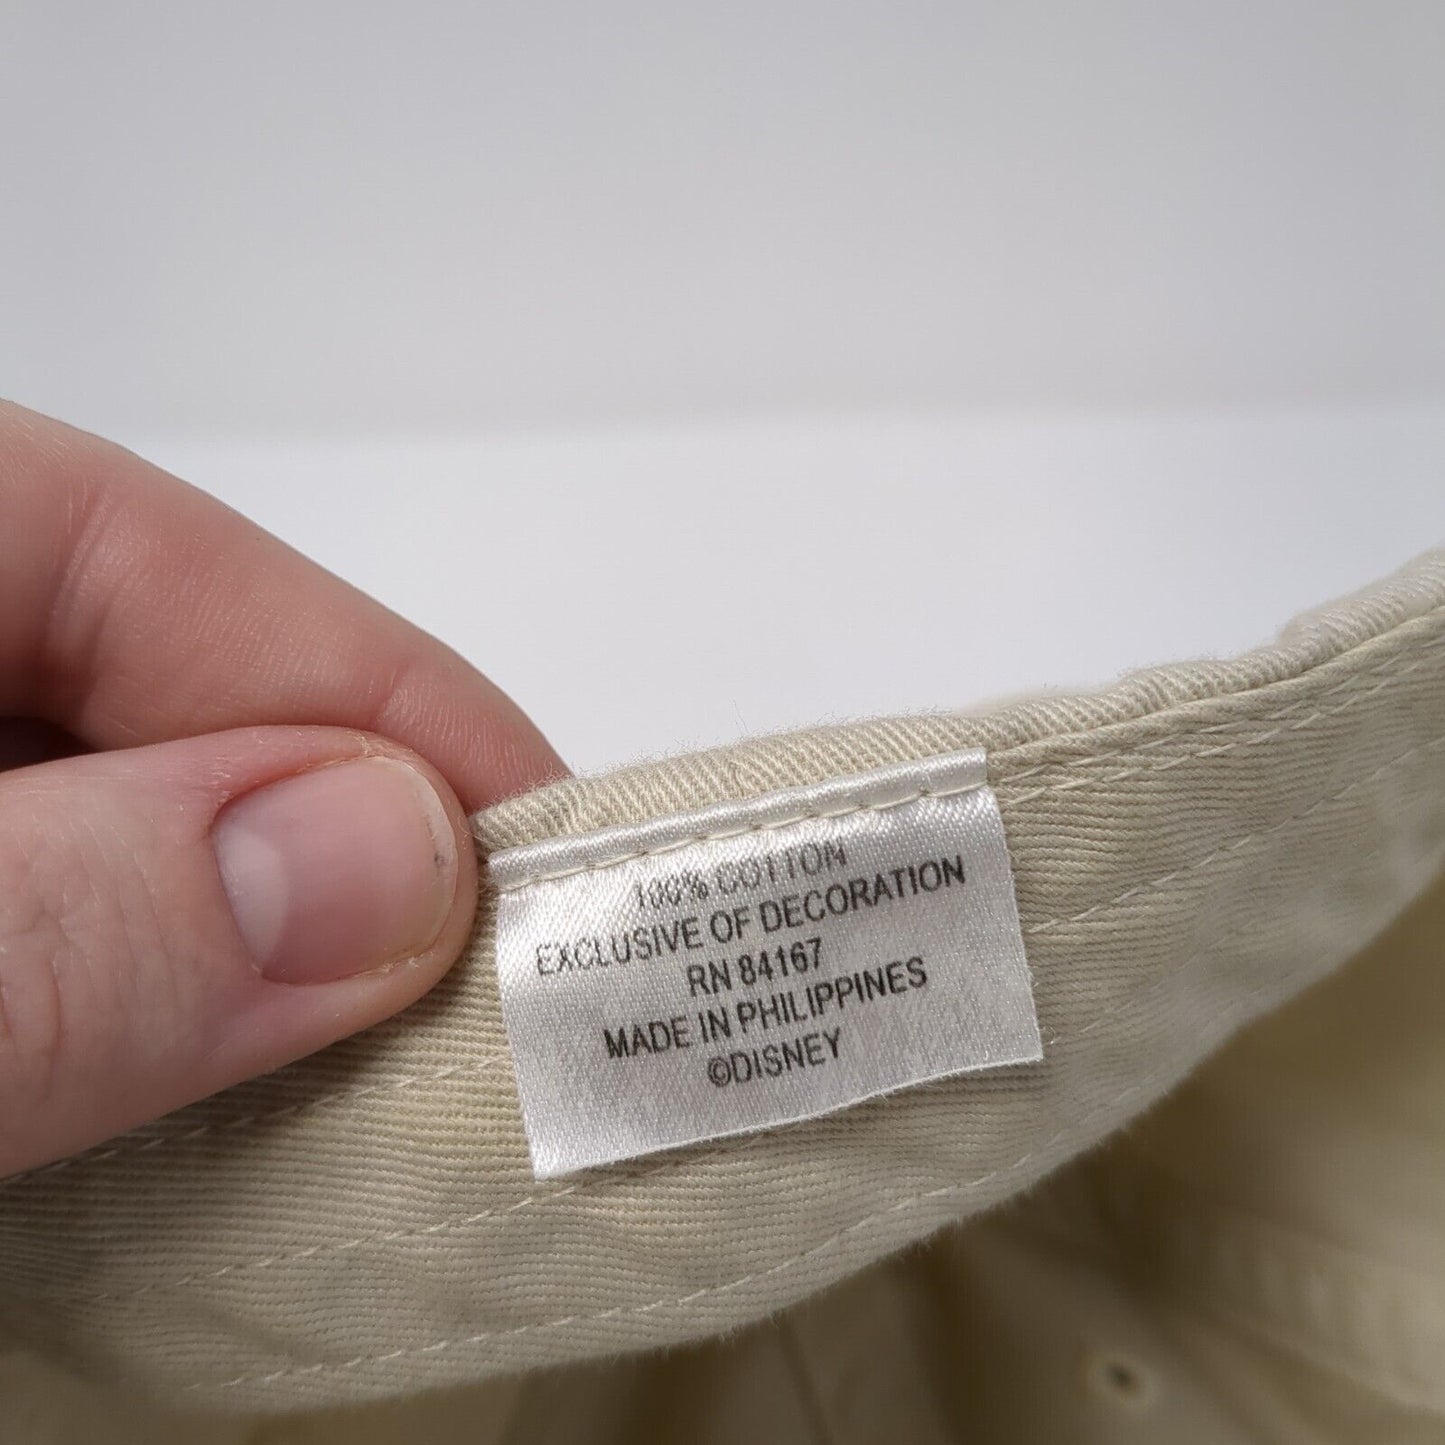 100% COTTON
EXCLUSIVE OF DECORATION
RN 84167
MADE IN PHILIPPINES
©DISNEY